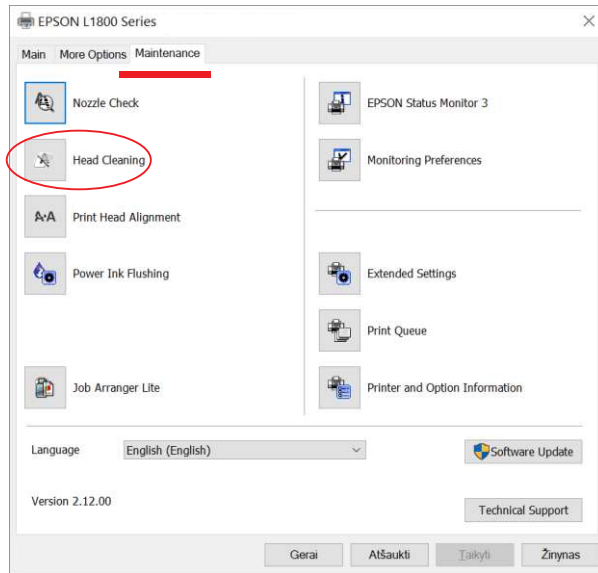 EPSON L1800 Series
Main More Options Maintenance
Nozzle Check
EPSON Status Monitor 3
Head Cleaning
Monitoring Preferences
A·A Print Head Alignment
Power Ink Flushing
Extended Settings
Print Queue
Job Arranger Lite
Printer and Option Information
Language English (English)
Software Update
Version 2.12.00
Technical Support
Gerai Atšaukti Taikyti Žinynas